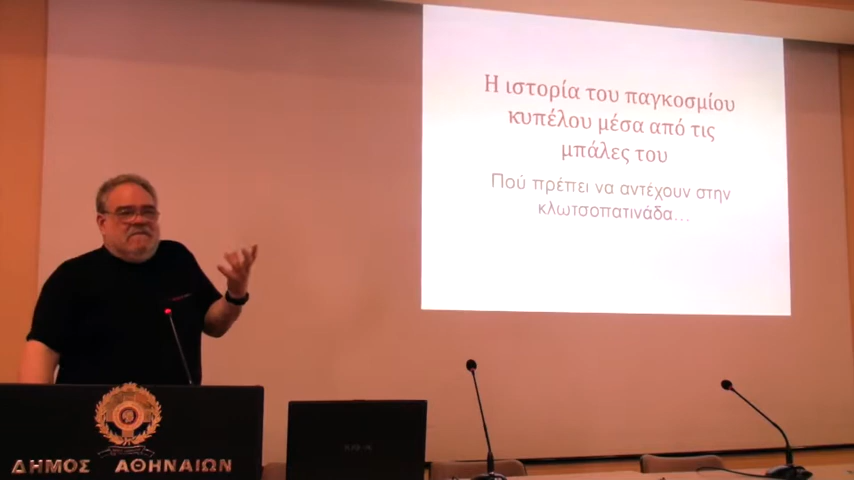 Η ιστορία του παγκοσμίου
κυπέλου μέσα από τις
μπάλες του
Πού πρέπει να αντέχουν στην
κλωτσοπατινάδα...
ΔΗΜΟΣ ΑΘΗΝΑΙΩΝ